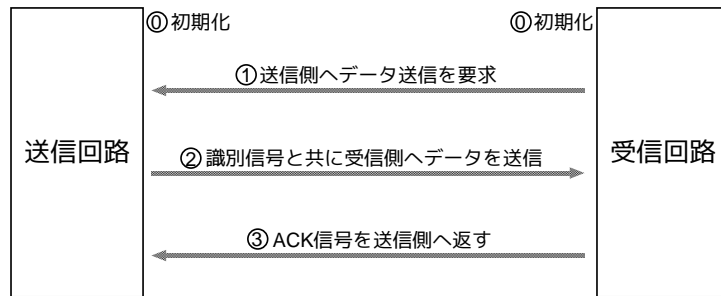 ⓪初期化
⓪初期化
①送信側へデータ送信を要求
送信回路
②識別信号と共に受信側へデータを送信
受信回路
③ACK信号を送信側へ返す